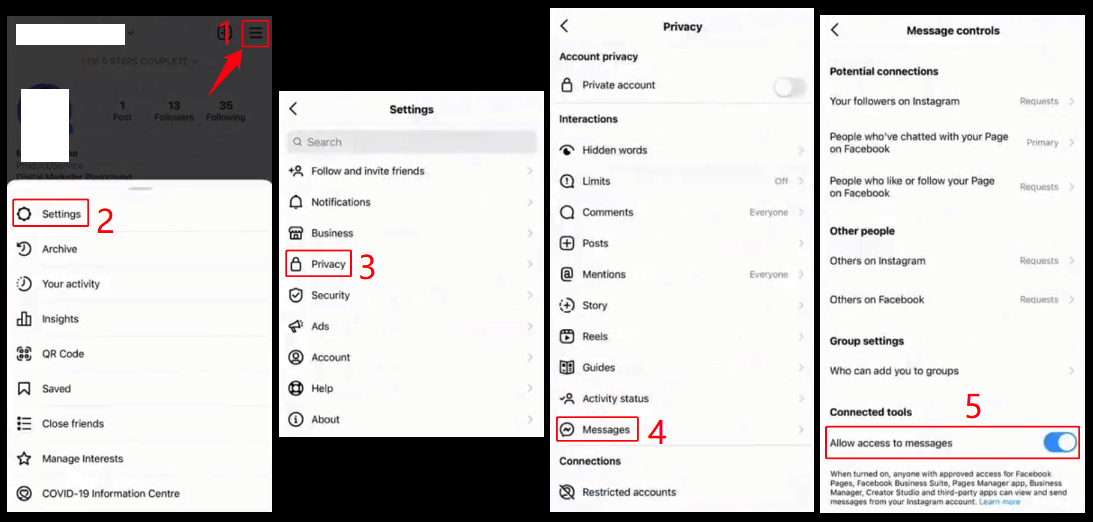 1
1 OF 5 STEPS COMPLETE
1 13 35
Post Followers Following
Product/Service
Digital Marketer Playground
Settings
2
Archive
Your activity
Insights
QR Code
Saved
Close friends
Manage Interests
COVID-19 Information Centre
Settings
Search
Follow and invite friends
Notifications
Business
Privacy
3
Security
Ads
Account
Help
About
Privacy
Account privacy
Private account
Interactions
Hidden words
Limits Off
Comments Everyone
Posts
Mentions Everyone
Story
Reels
Guides
Activity status
Messages
4
Connections
Restricted accounts
Message controls
Potential connections
Your followers on Instagram Requests
People who've chatted with your Page
on Facebook
Primary
People who like or follow your Page
on Facebook
Requests
Other people
Others on Instagram Requests
Others on Facebook Requests
Group settings
Who can add you to groups
Connected tools
5
Allow access to messages
When turned on, anyone with approved access for Facebook
Pages, Facebook Business Suite, Pages Manager app, Business
Manager, Creator Studio and third-party apps can view and send
messages from your Instagram account. Learn more